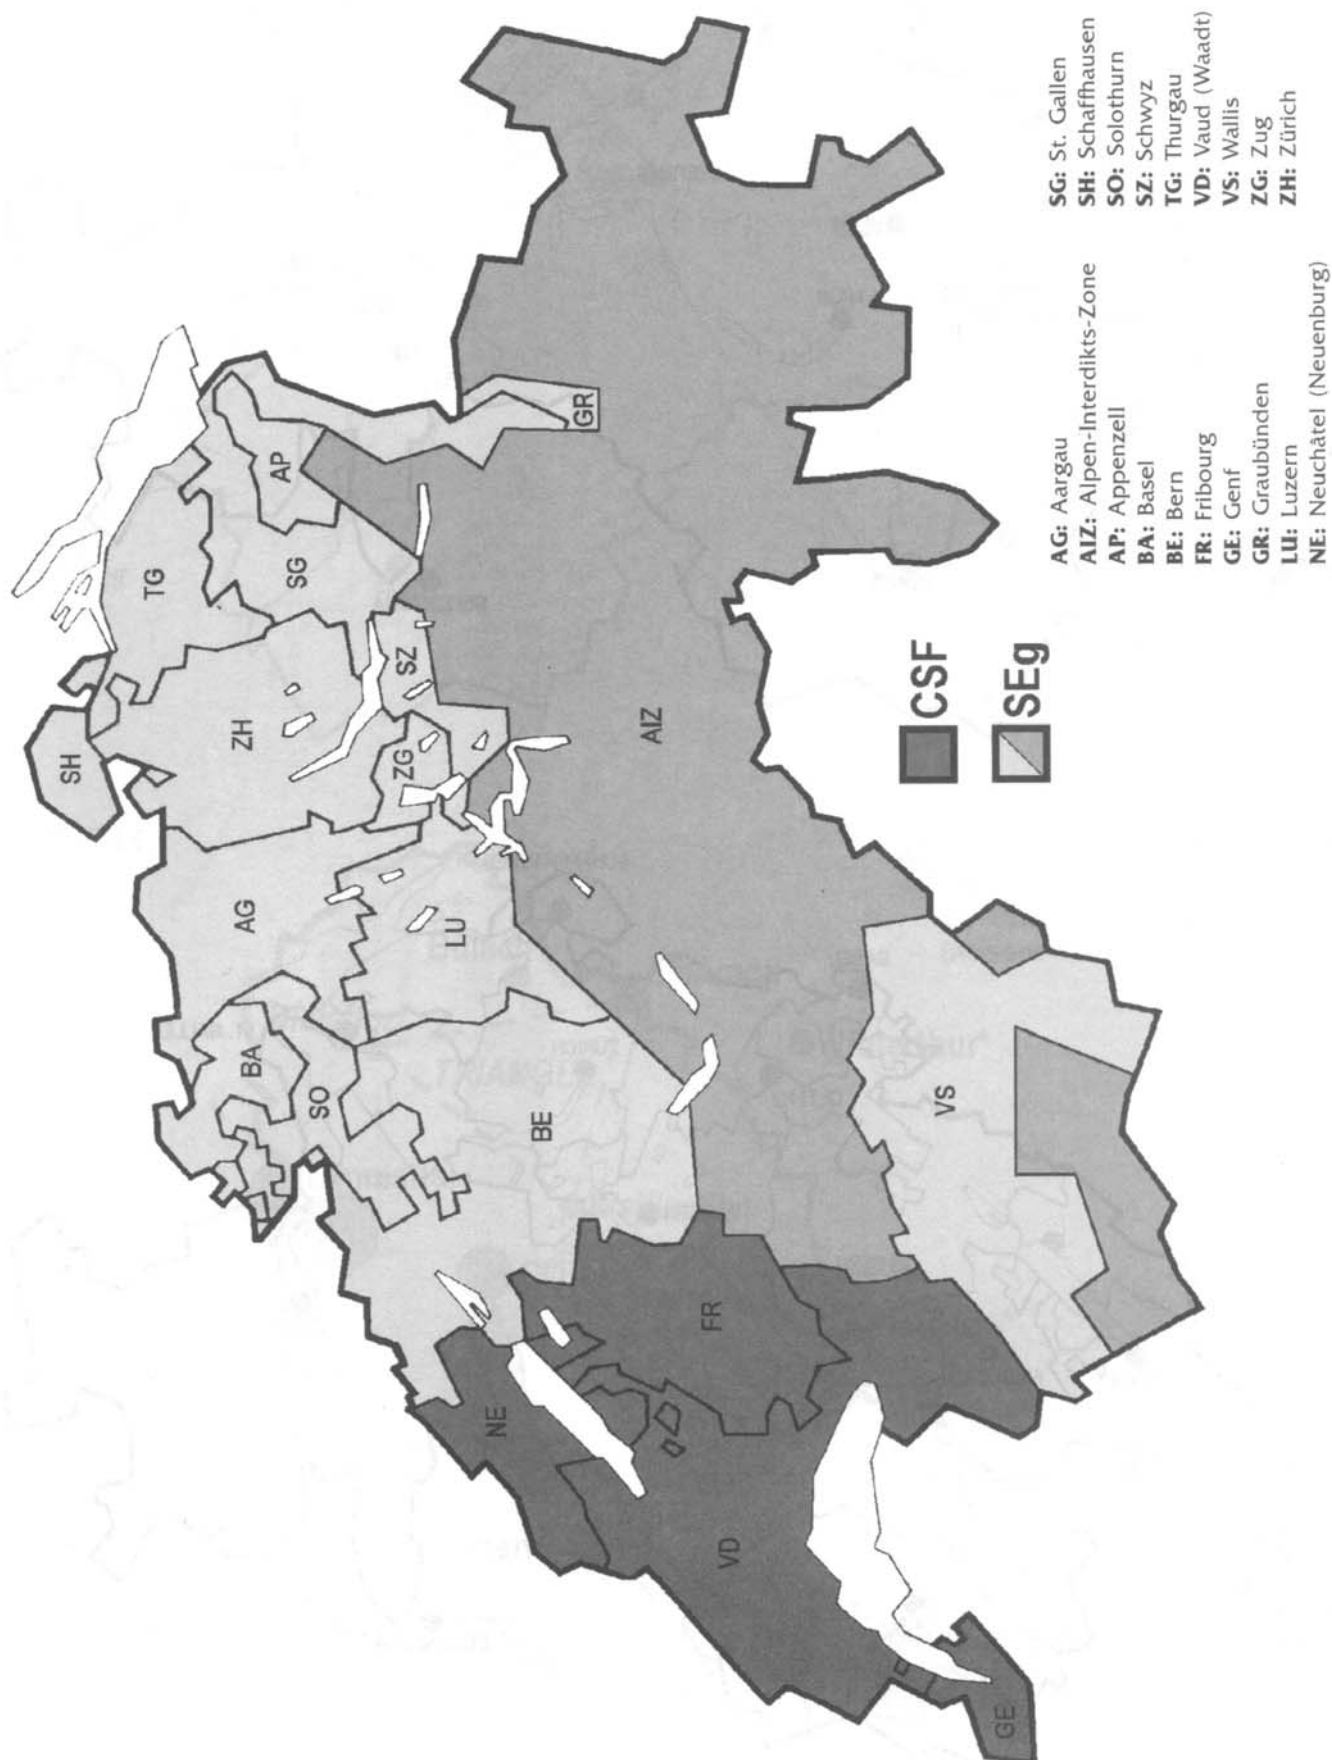 SH
TG
AP
SG
ZH
SZ
ZG
GR
AG
LU
BA
SO
BE
AIZ
VS
NE
FR
VD
GE
CSF
SEg
AG: Aargau
AIZ: Alpen-Interdikts-Zone
AP: Appenzell
BA: Basel
BE: Bern
FR: Fribourg
GE: Genf
GR: Graubünden
LU: Luzern
NE: Neuchâtel (Neuenburg)
SG: St. Gallen
SH: Schaffhausen
SO: Solothurn
SZ: Schwyz
TG: Thurgau
VD: Vaud (Waadt)
VS: Wallis
ZG: Zug
ZH: Zürich